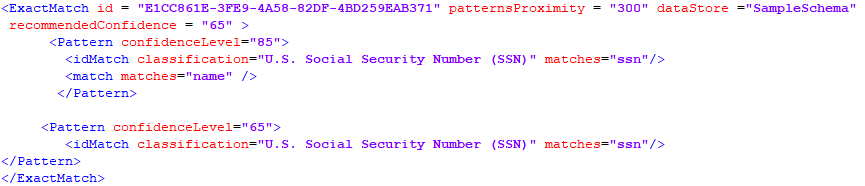 <ExactMatch id = "E1CC861E-3FE9-4A58-82DF-4BD259EAB371" patternsProximity = "300" dataStore ="SampleSchema"
recommendedConfidence = "65" >
<Pattern confidenceLevel="85">
<idMatch classification="U.S. Social Security Number (SSN)" matches="ssn"/>
<match matches="name" />
</Pattern>
<Pattern confidenceLevel="65">
<idMatch classification="U.S. Social Security Number (SSN)" matches="ssn"/>
</Pattern>
</ExactMatch>